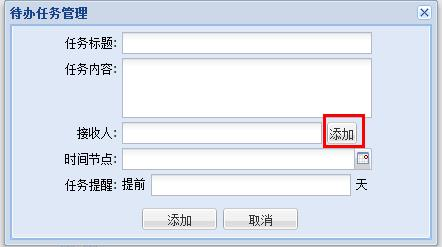 待办任务管理
任务标题:
任务内容:
接收人: 添加
时间节点:
任务提醒: 提前 天
添加 取消